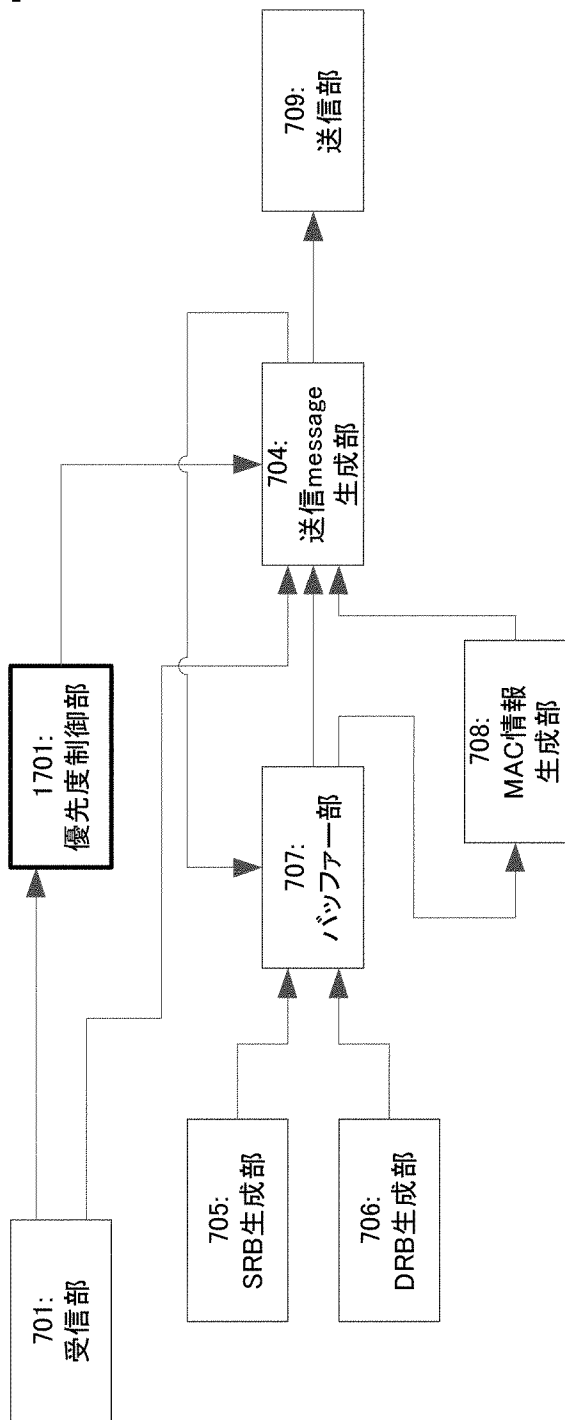 701:
受信部
1701:
優先度制御部
705:
SRB生成部
706:
DRB生成部
707:
バッファー部
708:
MAC情報
生成部
704:
送信message
生成部
709:
送信部